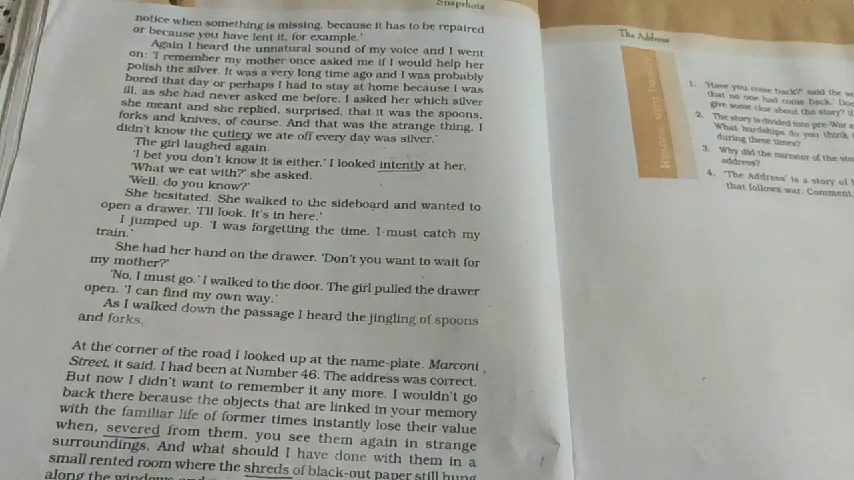 Snapshots
notice when something is missing, because it has to be repaired
or because you have lent it, for example.'
Again I heard the unnatural sound of my voice and I went
on: 'I remember my mother once asked me if I would help her
polish the silver. It was a very long time ago and I was probably
bored that day or perhaps I had to stay at home because I was
ill, as she had never asked me before. I asked her which silver
she meant and she replied, surprised, that it was the spoons,
forks and knives, of course. And that was the strange thing, I
didn't know the cutlery we ate off every day was silver.'
The girl laughed again.
'I bet you don't know it is either.' I looked intently at her.
'What we eat with?' she asked.
'Well, do you know?'
She hesitated. She walked to the sideboard and wanted to
open a drawer. 'I'll look. It's in here.'
I jumped up. 'I was forgetting the time. I must catch my
train.'
She had her hand on the drawer. 'Don't you want to wait for
my mother?'
'No, I must go.' I walked to the door. The girl pulled the drawer
open. 'I can find my own way.'
As I walked down the passage I heard the jingling of spoons
and forks.
At the corner of the road I looked up at the name-plate. Marconi
Street, it said. I had been at Number 46. The address was correct.
But now I didn't want to remember it any more. I wouldn't go
back there because the objects that are linked in your memory
with the familiar life of former times instantly lose their value
when, severed from them, you see them again in strange
surroundings. And what should I have done with them in a
small rented room where the shreds of black-out paper still hung
along the windows and
The Address
1. 'Have you come back?' said the
that no one had come back.'
give some clue about the story?
2. The story is divided into pre-War
What hardships do you think
during these times?
3. Why did the narrator of the
address?
4. 'The Address' is a story of
that follows war. Comment.